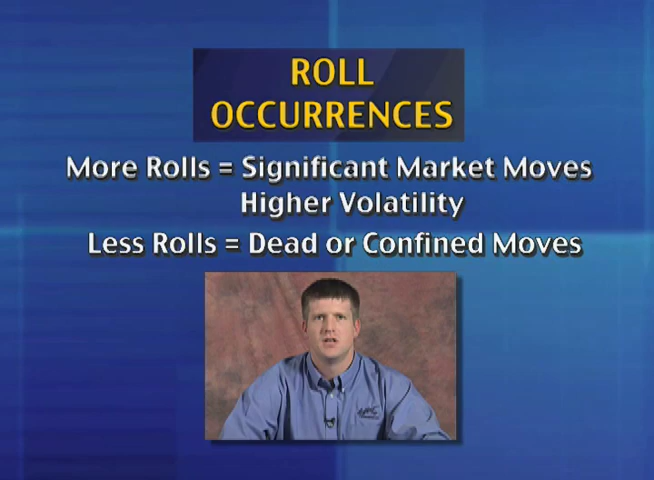 ROLL
OCCURRENCES
More Rolls = Significant Market Moves
Higher Volatility
Less Rolls = Dead or Confined Moves